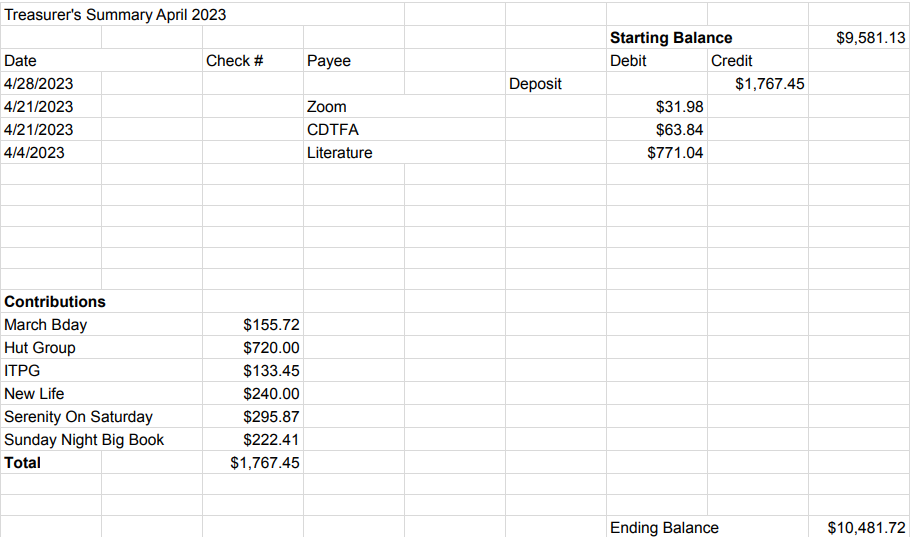 Treasurer's Summary April 2023
Starting Balance $9,581.13
Date Check # Payee Debit Credit
4/28/2023 Deposit $1,767.45
4/21/2023 Zoom $31.98
4/21/2023 CDTFA $63.84
4/4/2023 Literature $771.04
Contributions
March Bday $155.72
Hut Group $720.00
ITPG $133.45
New Life $240.00
Serenity On Saturday $295.87
Sunday Night Big Book $222.41
Total $1,767.45
Ending Balance $10,481.72